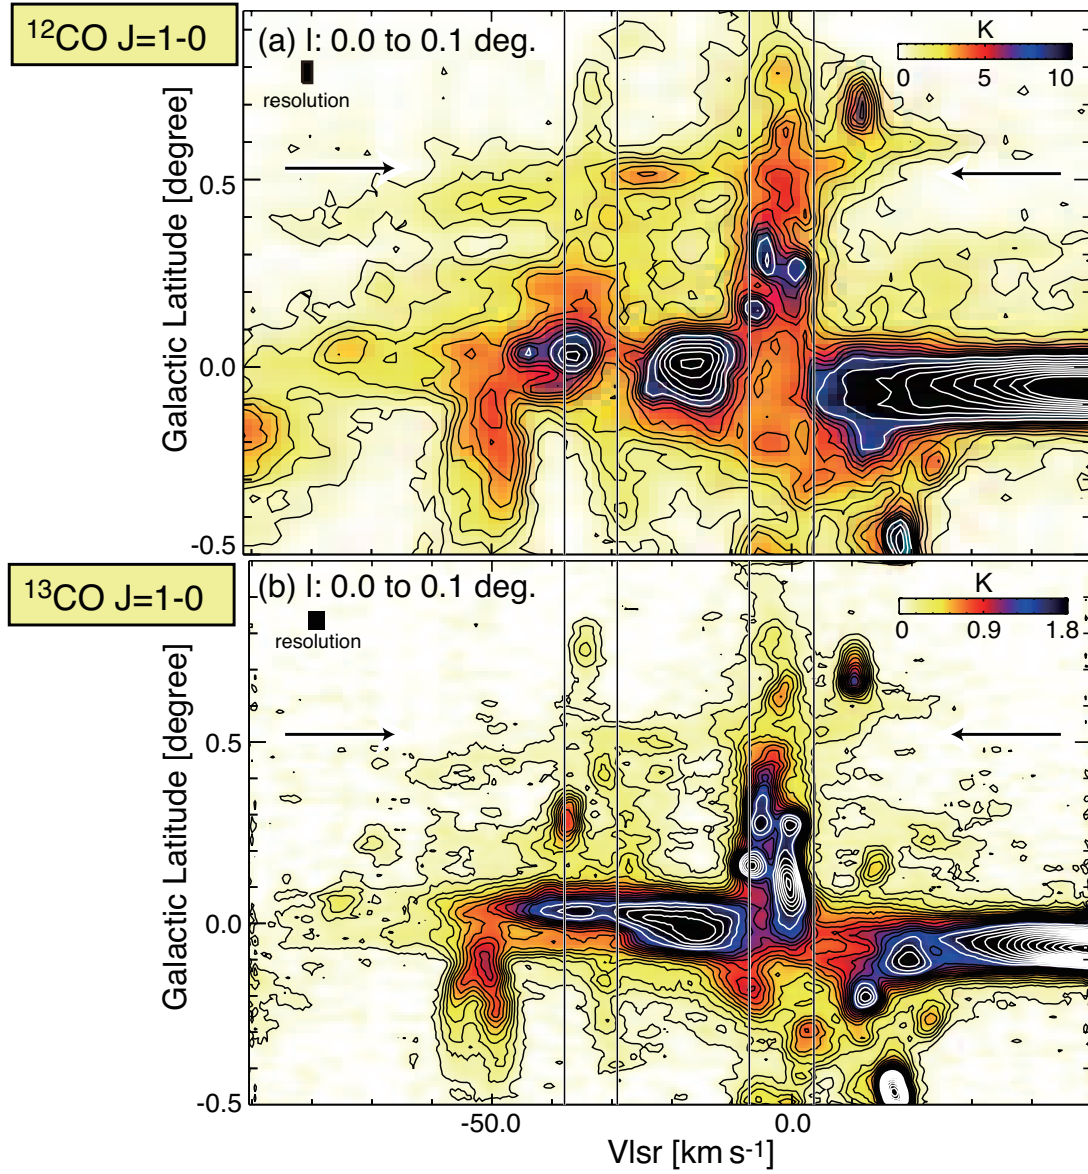 12CO J=1-0
(a) l: 0.0 to 0.1 deg.
K
0 5 10
resolution
Galactic Latitude [degree]
0.5
0.0
-0.5
13CO J=1-0
(b) l: 0.0 to 0.1 deg.
K
0 0.9 1.8
resolution
Galactic Latitude [degree]
0.5
0.0
-0.5
-50.0 0.0
Vlsr [km s-1]